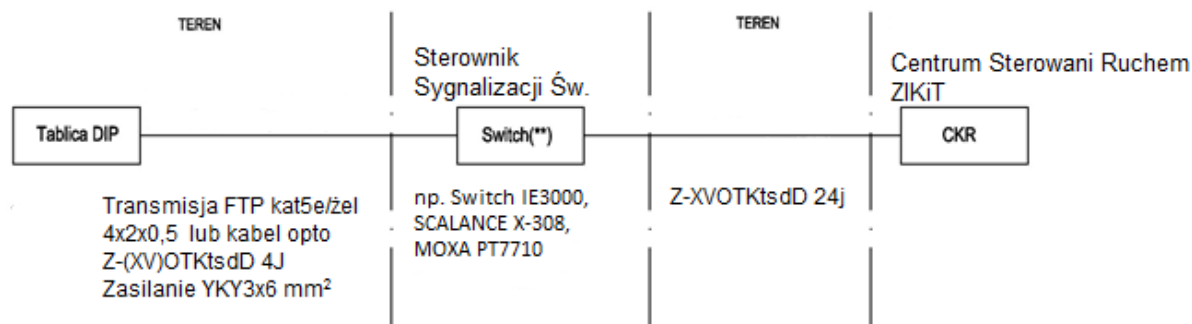 TEREN
TEREN
Sterownik
Sygnalizacji Św.
Centrum Sterowani Ruchem
ZIKiT
Tablica DIP
Switch(**)
CKR
Transmisja FTP kat5e/żel
4x2x0,5 lub kabel opto
Z-(XV)OTKtsdD 4J
Zasilanie YKY3x6 mm²
np. Switch IE3000,
SCALANCE X-308,
MOXA PT7710
Z-XVOTKtsdD 24j